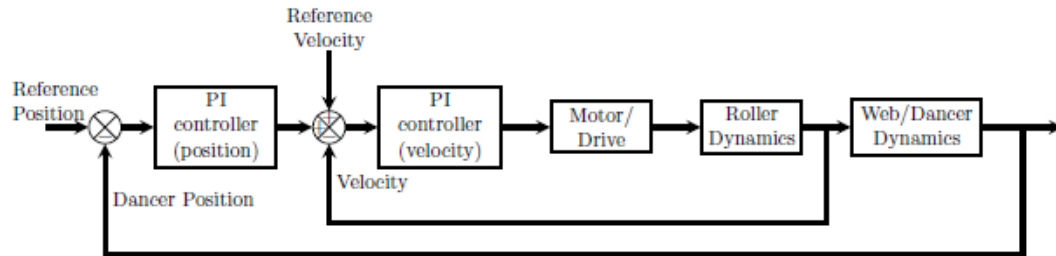 Reference
Velocity
Reference
Position
PI
controller
(position)
PI
controller
(velocity)
Motor/
Drive
Roller
Dynamics
Web/Dancer
Dynamics
Velocity
Dancer Position